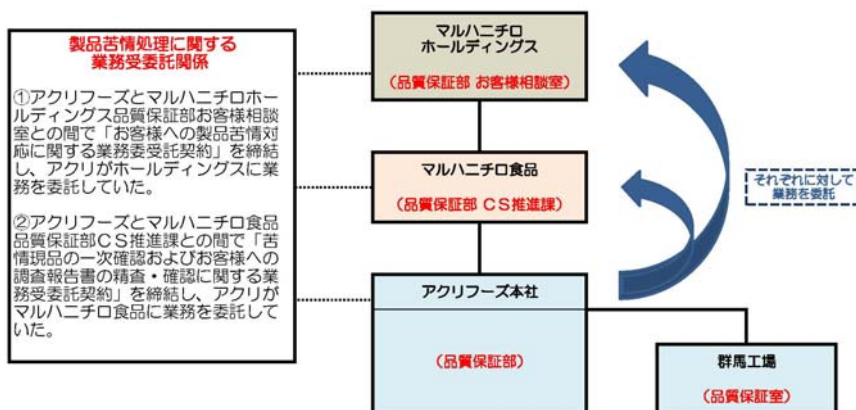 製品苦情処理に関する
業務受委託関係
①アクリフーズとマルハニチロホー
ルディングス品質保証部お客様相談
室との間で「お客様への製品苦情対
応に関する業務委受託契約」を締結
し、アクリがホールディングスに業
務を委託していた。
②アクリフーズとマルハニチロ食品
品質保証部CS推進課との間で「苦
情現品の一次確認およびお客様への
調査報告書の精査・確認に関する業
務受委託契約」を締結し、アクリが
マルハニチロ食品に業務を委託して
いた。
マルハニチロ
ホールディングス
(品質保証部 お客様相談室)
マルハニチロ食品
(品質保証部 CS推進課)
それぞれに対して
業務を委託
アクリフーズ本社
(品質保証部)
群馬工場
(品質保証室)